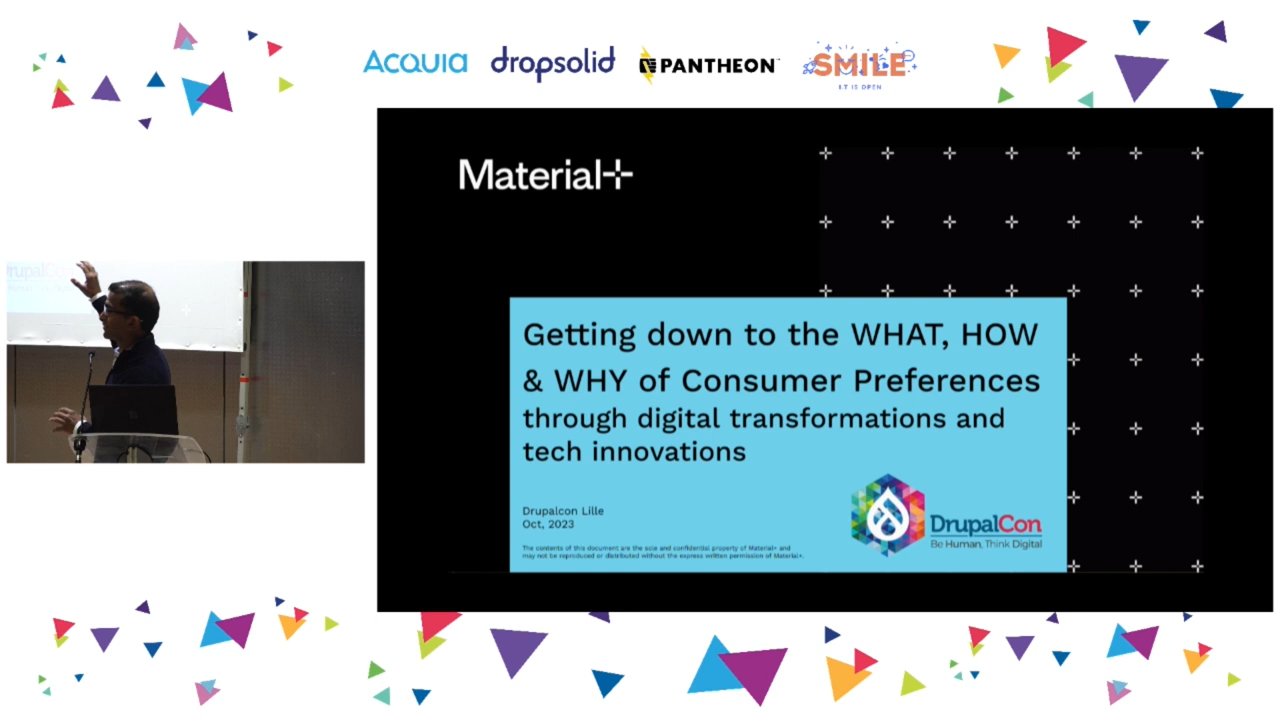 Acquia
dropsolid
PANTHEON
SMILE
I.T IS OPEN
Material+
DrupalCon
Getting down to the WHAT, HOW
& WHY of Consumer Preferences
through digital transformations and
tech innovations
Drupalcon Lille
Oct, 2023
DrupalCon
Be Human, Think Digital
The contents of this document are the sole and confidential property of Material+ and
may not be reproduced or distributed without the express written permission of Material+.